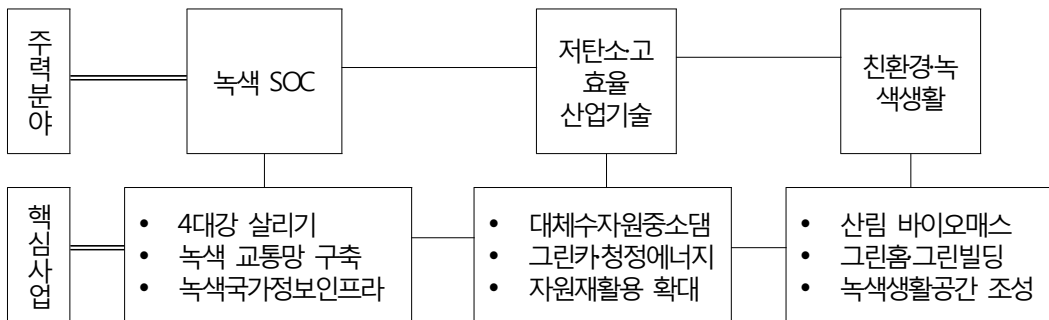 주력분야
녹색 SOC
저탄소·고
효율
산업기술
친환경·녹
색생활
핵심사업
• 4대강 살리기
• 녹색 교통망 구축
• 녹색국가정보인프라
• 대체수자원중소댐
• 그린카·청정에너지
• 자원재활용 확대
• 산림 바이오매스
• 그린홈·그린빌딩
• 녹색생활공간 조성